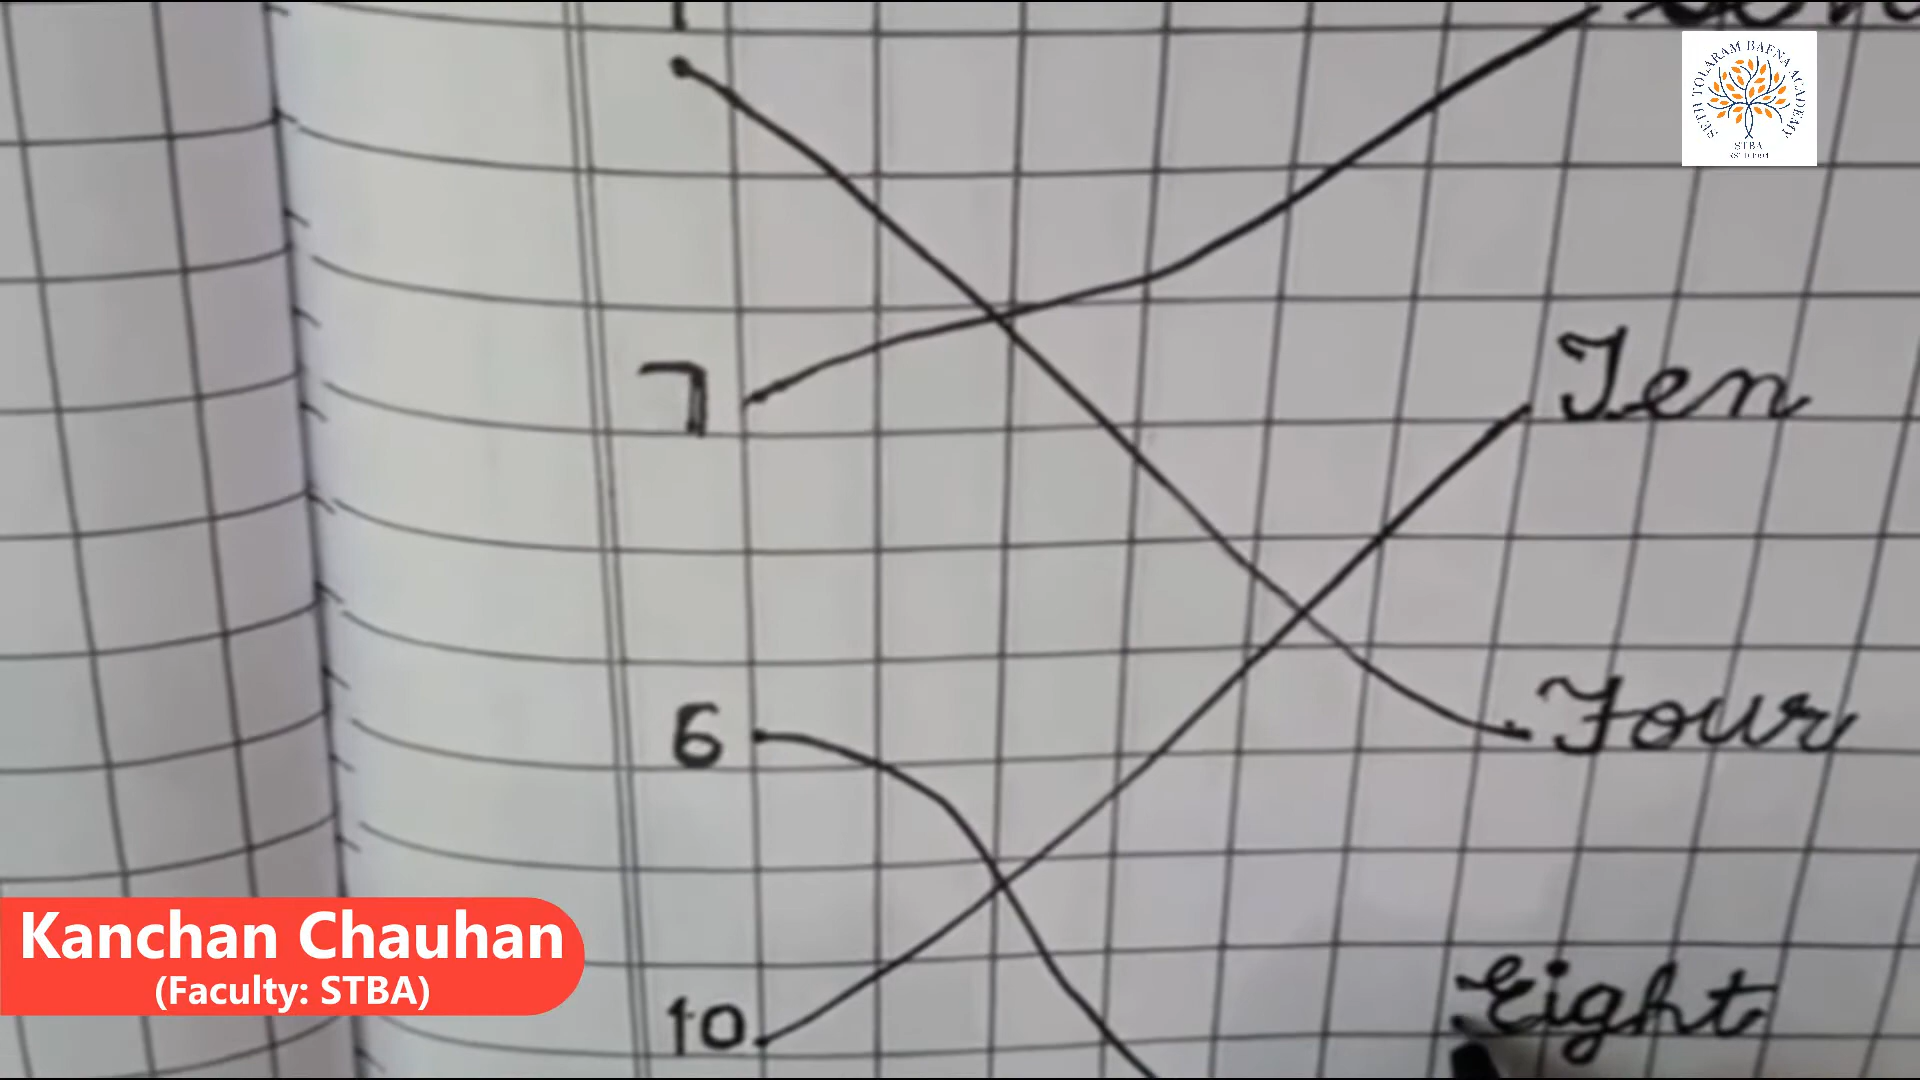 SETH TOLARAM BAFNA ACADEMY
STBA
7
Ten
6
Four
10
Eight
Kanchan Chauhan
(Faculty: STBA)